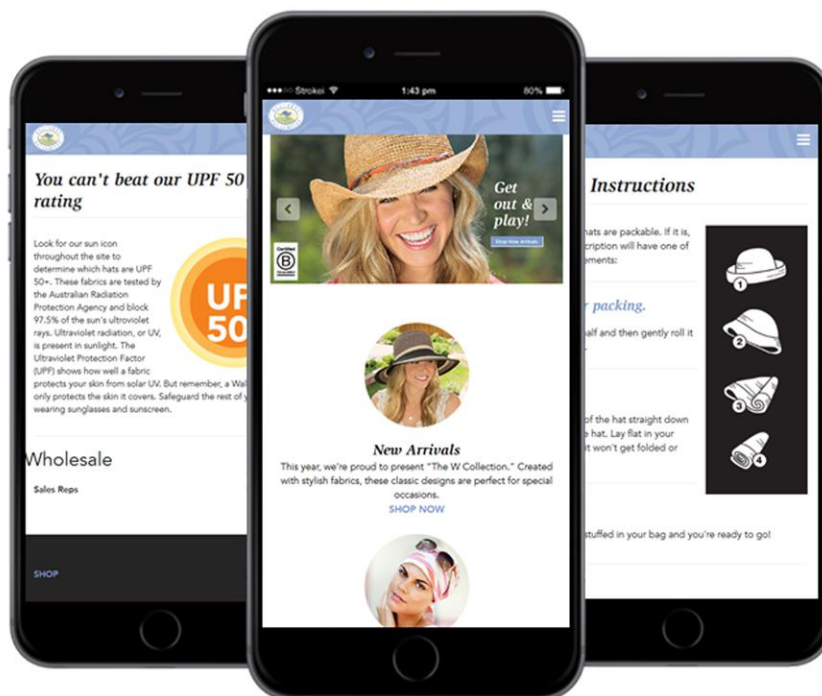 You can't beat our UPF 50
rating
Look for our sun icon
throughout the site to
determine which hats are UPF
50+. These fabrics are tested by
the Australian Radiation
Protection Agency and block
97.5% of the sun's ultroviolet
rays. Ultraviolet radiation, or UV,
is present in sunlight. The
Ultraviolet Protection Factor
(UPF) shows how well a fabric
protects your skin from solar UV. But remember, a
only protects the skin it covers. Safeguard the rest of
wearing sunglasses and sunscreen.
50
Wholesale
Sales Reps
SHOP
Strokei
1:43 pm
80%
Get
out &
play!
Shop New Arrivals
Certified
B
New Arrivals
This year, we're proud to present "The W Collection." Created
with stylish fabrics, these classic designs are perfect for special
occasions.
SHOP NOW
Instructions
hats are packable. If it is,
cription will have one of
ements:
r packing.
alf and then gently roll it
of the hat straight down
e hat. Lay flat in your
it won't get folded or
stuffed in your bag and you're ready to go!
1
2
3
4